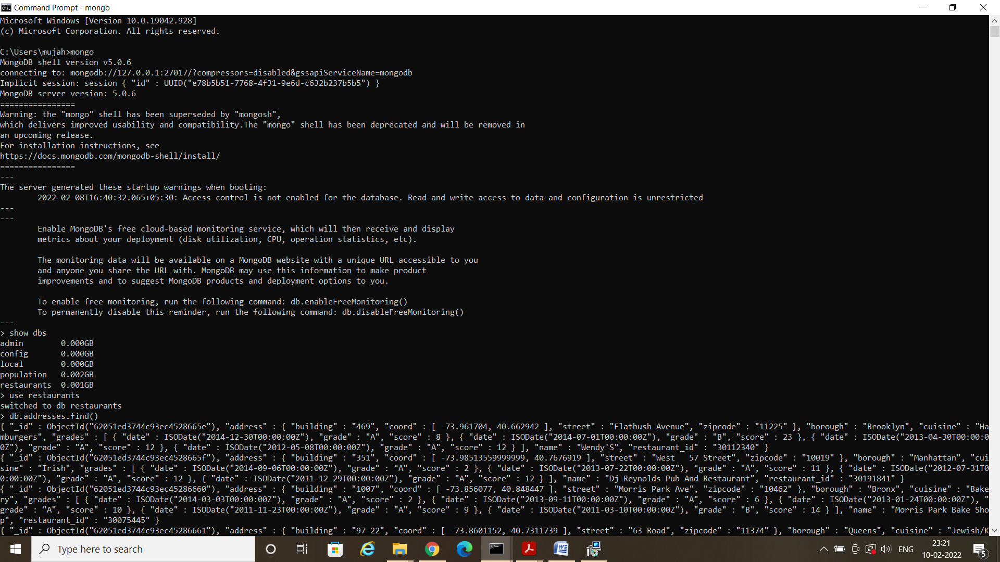 Command Prompt - mongo
Microsoft Windows [Version 10.0.19042.928]
(c) Microsoft Corporation. All rights reserved.
C:\Users\mujah>mongo
MongoDB shell version v5.0.6
connecting to: mongodb://127.0.0.1:27017/?compressors=disabled&gssapiServiceName=mongodb
Implicit session: session { "id" : UUID("e78b5b51-7768-4f31-9e6d-c632b237b5b5") }
MongoDB server version: 5.0.6
================
Warning: the "mongo" shell has been superseded by "mongosh",
which delivers improved usability and compatibility.The "mongo" shell has been deprecated and will be removed in
an upcoming release.
For installation instructions, see
https://docs.mongodb.com/mongodb-shell/install/
================
---
The server generated these startup warnings when booting:
        2022-02-08T16:40:32.065+05:30: Access control is not enabled for the database. Read and write access to data and configuration is unrestricted
---
---
        Enable MongoDB's free cloud-based monitoring service, which will then receive and display
        metrics about your deployment (disk utilization, CPU, operation statistics, etc).
        The monitoring data will be available on a MongoDB website with a unique URL accessible to you
        and anyone you share the URL with. MongoDB may use this information to make product
        improvements and to suggest MongoDB products and deployment options to you.
        To enable free monitoring, run the following command: db.enableFreeMonitoring()
        To permanently disable this reminder, run the following command: db.disableFreeMonitoring()
---
> show dbs
admin        0.000GB
config       0.000GB
local        0.000GB
population   0.002GB
restaurants  0.001GB
> use restaurants
switched to db restaurants
> db.addresses.find()
{ "_id" : ObjectId("62051ed3744c93ec4528665e"), "address" : { "building" : "469", "coord" : [ -73.961704, 40.662942 ], "street" : "Flatbush Avenue", "zipcode" : "11225" }, "borough" : "Brooklyn", "cuisine" : "Ha
mburgers", "grades" : [ { "date" : ISODate("2014-12-30T00:00:00Z"), "grade" : "A", "score" : 8 }, { "date" : ISODate("2014-07-01T00:00:00Z"), "grade" : "B", "score" : 23 }, { "date" : ISODate("2013-04-30T00:00:0
0Z"), "grade" : "A", "score" : 12 }, { "date" : ISODate("2012-05-08T00:00:00Z"), "grade" : "A", "score" : 12 } ], "name" : "Wendy'S", "restaurant_id" : "30112340" }
{ "_id" : ObjectId("62051ed3744c93ec4528665f"), "address" : { "building" : "351", "coord" : [ -73.98513559999999, 40.7676919 ], "street" : "West   57 Street", "zipcode" : "10019" }, "borough" : "Manhattan", "cui
sine" : "Irish", "grades" : [ { "date" : ISODate("2014-09-06T00:00:00Z"), "grade" : "A", "score" : 2 }, { "date" : ISODate("2013-07-22T00:00:00Z"), "grade" : "A", "score" : 11 }, { "date" : ISODate("2012-07-31T0
0:00:00Z"), "grade" : "A", "score" : 12 }, { "date" : ISODate("2011-12-29T00:00:00Z"), "grade" : "A", "score" : 12 } ], "name" : "Dj Reynolds Pub And Restaurant", "restaurant_id" : "30191841" }
{ "_id" : ObjectId("62051ed3744c93ec45286660"), "address" : { "building" : "1007", "coord" : [ -73.856077, 40.848447 ], "street" : "Morris Park Ave", "zipcode" : "10462" }, "borough" : "Bronx", "cuisine" : "Bake
ry", "grades" : [ { "date" : ISODate("2014-03-03T00:00:00Z"), "grade" : "A", "score" : 2 }, { "date" : ISODate("2013-09-11T00:00:00Z"), "grade" : "A", "score" : 6 }, { "date" : ISODate("2013-01-24T00:00:00Z"), "
grade" : "A", "score" : 10 }, { "date" : ISODate("2011-11-23T00:00:00Z"), "grade" : "A", "score" : 9 }, { "date" : ISODate("2011-03-10T00:00:00Z"), "grade" : "B", "score" : 14 } ], "name" : "Morris Park Bake Sho
p", "restaurant_id" : "30075445" }
{ "_id" : ObjectId("62051ed3744c93ec45286661"), "address" : { "building" : "97-22", "coord" : [ -73.8601152, 40.7311739 ], "street" : "63 Road", "zipcode" : "11374" }, "borough" : "Queens", "cuisine" : "Jewish/K
Type here to search
ENG
23:21
10-02-2022
5